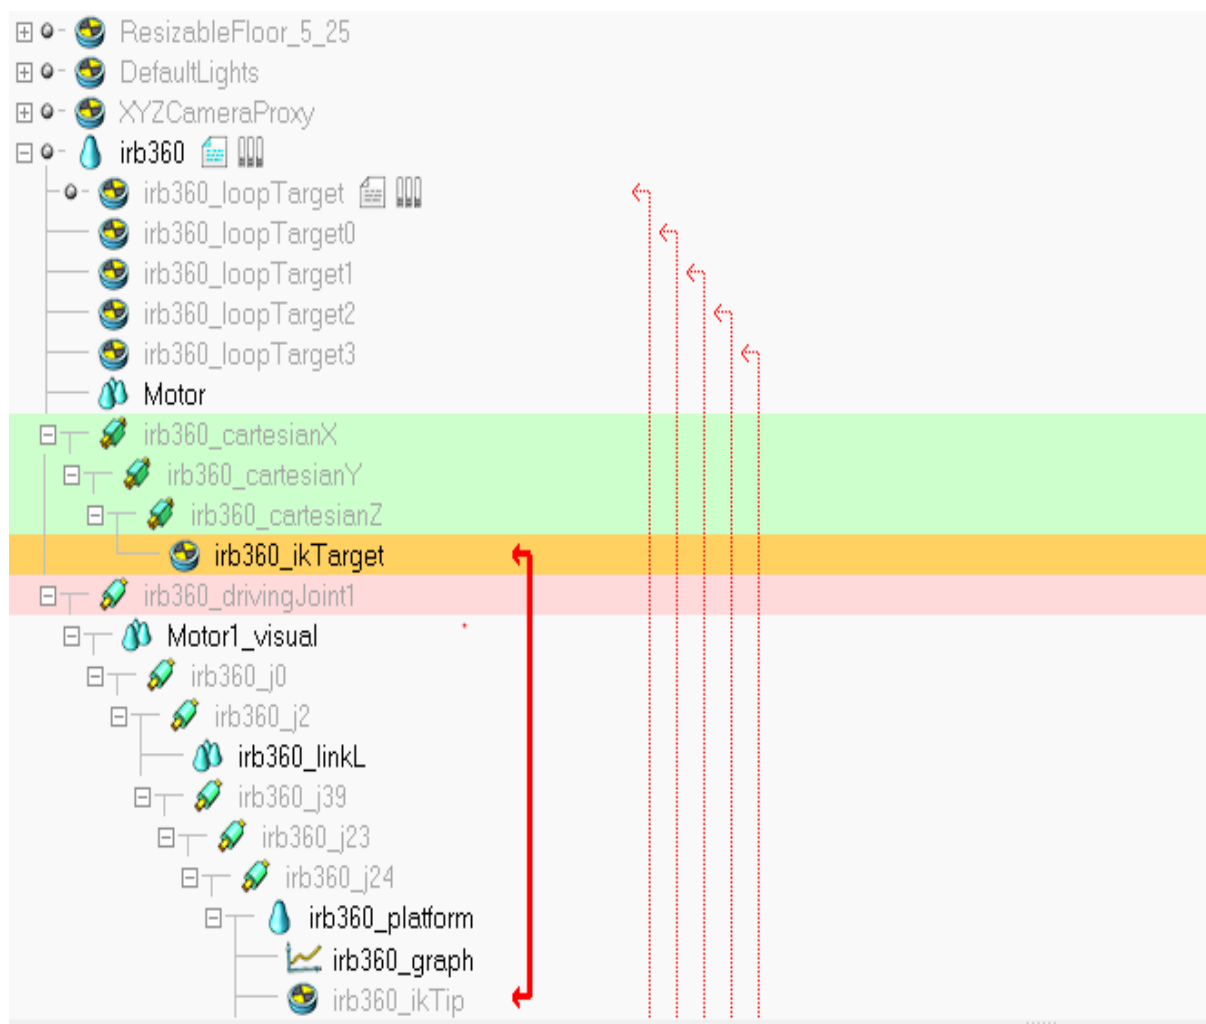 ResizableFloor_5_25
DefaultLights
XYZCameraProxy
irb360
irb360_loopTarget
irb360_loopTarget0
irb360_loopTarget1
irb360_loopTarget2
irb360_loopTarget3
Motor
irb360_cartesianX
irb360_cartesianY
irb360_cartesianZ
irb360_ikTarget
irb360_drivingJoint1
Motor1_visual
irb360_j0
irb360_j2
irb360_linkL
irb360_j39
irb360_j23
irb360_j24
irb360_platform
irb360_graph
irb360_ikTip